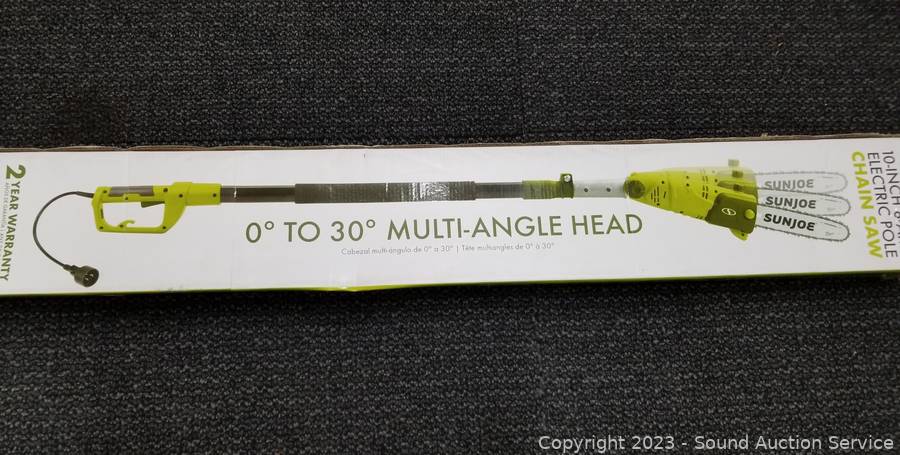 2 YEAR WARRANTY
0° TO 30° MULTI-ANGLE HEAD
Cabezal multi-ángulo de 0° a 30° | Tête multiangles de 0° à 30°
SUNJOE
SUNJOE
SUNJOE
10-INCH
ELECTRIC POLE
CHAIN SAW
Copyright 2023 - Sound Auction Service